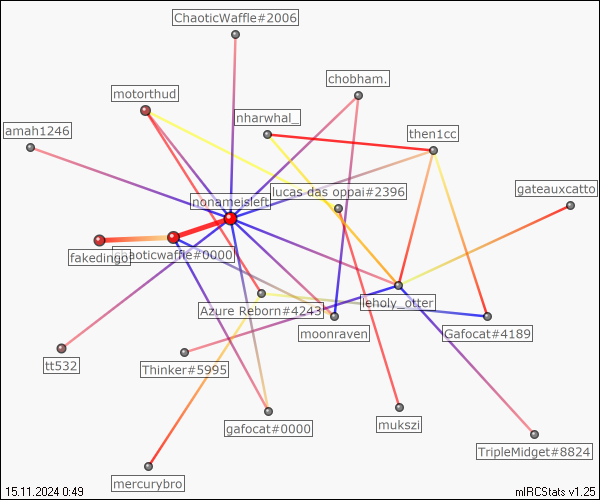 ChaoticWaffle#2006
chobham.
motorthud
nharwhal_
amah1246
then1cc
lucas das oppai#2396
gateauxcatto
nonameisleft
chaoticwaffle#0000
fakedingo
leholy_otter
Azure Reborn#4243
moonraven
Gafocat#4189
tt532
Thinker#5995
gafocat#0000
mukszi
TripleMidget#8824
mercurybro
15.11.2024 0:49
mIRCStats v1.25